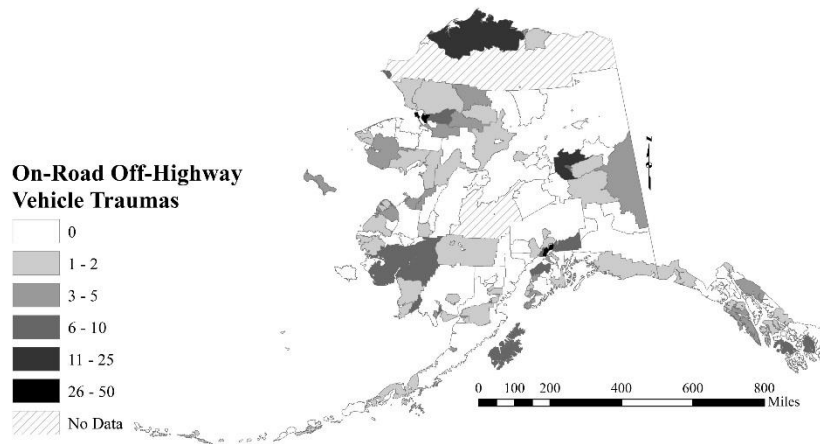 On-Road Off-Highway
Vehicle Traumas
0
1 - 2
3 - 5
6 - 10
11 - 25
26 - 50
No Data
0 100 200 400 600 800
Miles